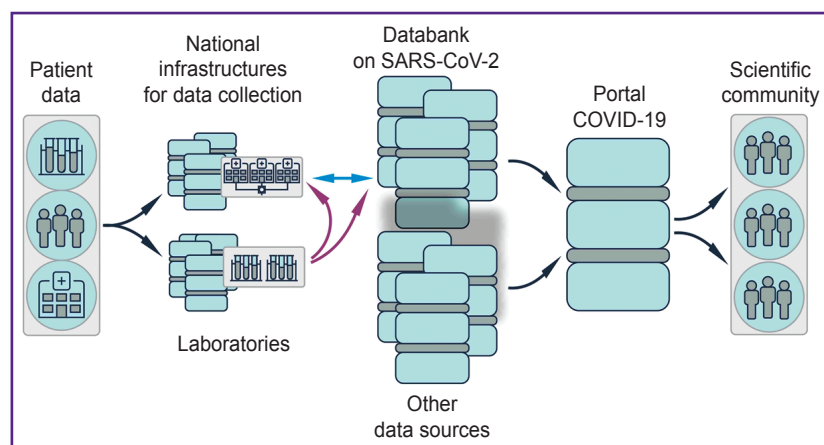 Patient
data
National
infrastructures
for data collection
Laboratories
Databank
on SARS-CoV-2
Other
data sources
Portal
COVID-19
Scientific
community